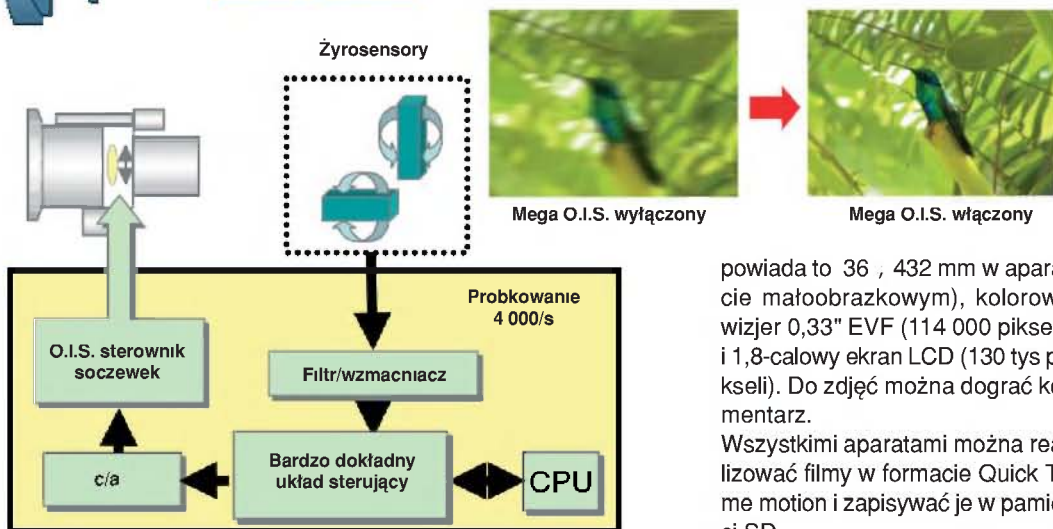 Żyrosensory
Mega O.I.S. wyłączony
Mega O.I.S. włączony
Probkowanie
4 000/s
O.I.S. sterownik
soczewek
Filtr/wzmacniacz
c/a
Bardzo dokładny
układ sterujący
CPU
powiada to 36 , 432 mm w apara
cie małoobrazkowym), kolorow
wizjer 0,33" EVF (114 000 pikse
i 1,8-calowy ekran LCD (130 tys p
kseli). Do zdjęć można dograć ko
mentarz.
Wszystkimi aparatami można rea
lizować filmy w formacie Quick T
me motion i zapisywać je w pamię
ci SD